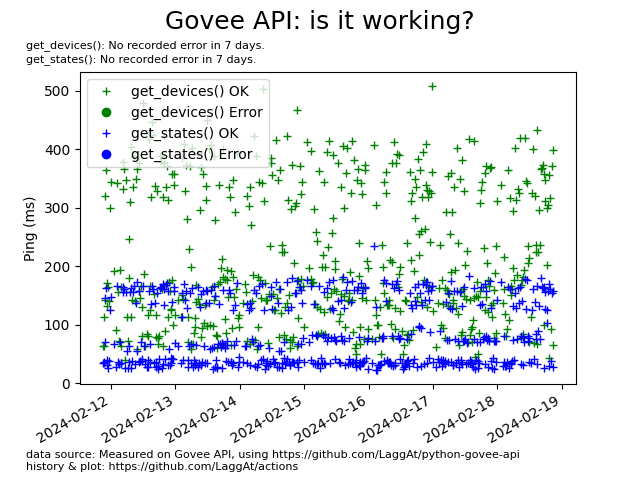 Govee API: is it working?
get_devices(): No recorded error in 7 days.
get_states(): No recorded error in 7 days.
get_devices() OK
get_devices() Error
get_states() OK
get_states() Error
Ping (ms)
500
400
300
200
100
0
2024-02-12
2024-02-13
2024-02-14
2024-02-15
2024-02-16
2024-02-17
2024-02-18
2024-02-19
data source: Measured on Govee API, using https://github.com/LaggAt/python-govee-api
history & plot: https://github.com/LaggAt/actions